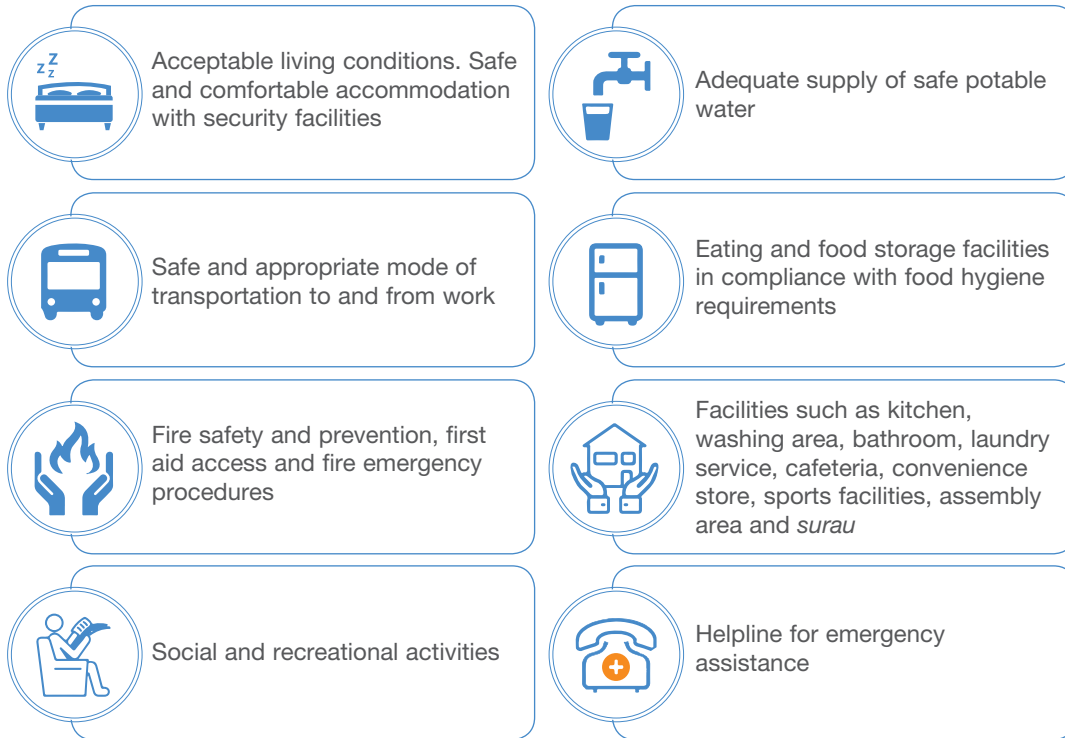 z Z
z
Acceptable living conditions. Safe
and comfortable accommodation
with security facilities
Adequate supply of safe potable
water
Safe and appropriate mode of
transportation to and from work
Eating and food storage facilities
in compliance with food hygiene
requirements
Fire safety and prevention, first
aid access and fire emergency
procedures
Facilities such as kitchen,
washing area, bathroom, laundry
service, cafeteria, convenience
store, sports facilities, assembly
area and surau
Social and recreational activities
Helpline for emergency
assistance